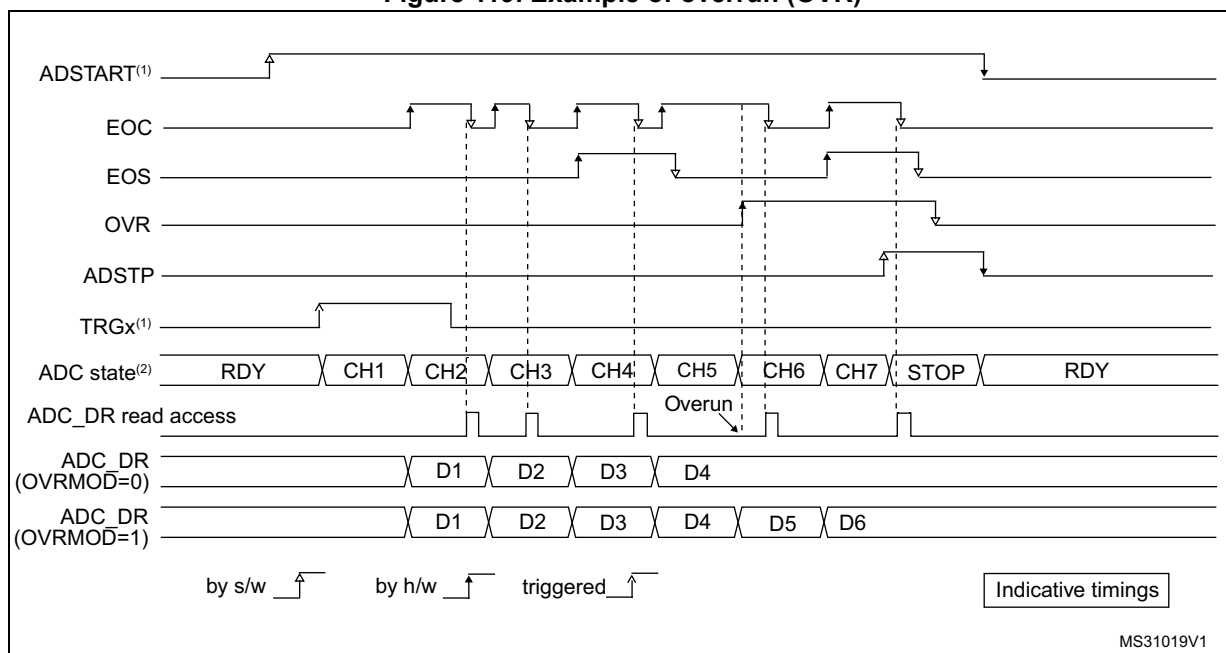 Figure 113. Example of overrun (OVR)
ADSTART(1)
EOC
EOS
OVR
ADSTP
TRGx(1)
ADC state(2) RDY CH1 CH2 CH3 CH4 CH5 CH6 CH7 STOP RDY
ADC_DR read access
Overun
ADC_DR
(OVRMOD=0)
D1 D2 D3 D4
ADC_DR
(OVRMOD=1)
D1 D2 D3 D4 D5 D6
by s/w by h/w triggered
Indicative timings
MS31019V1